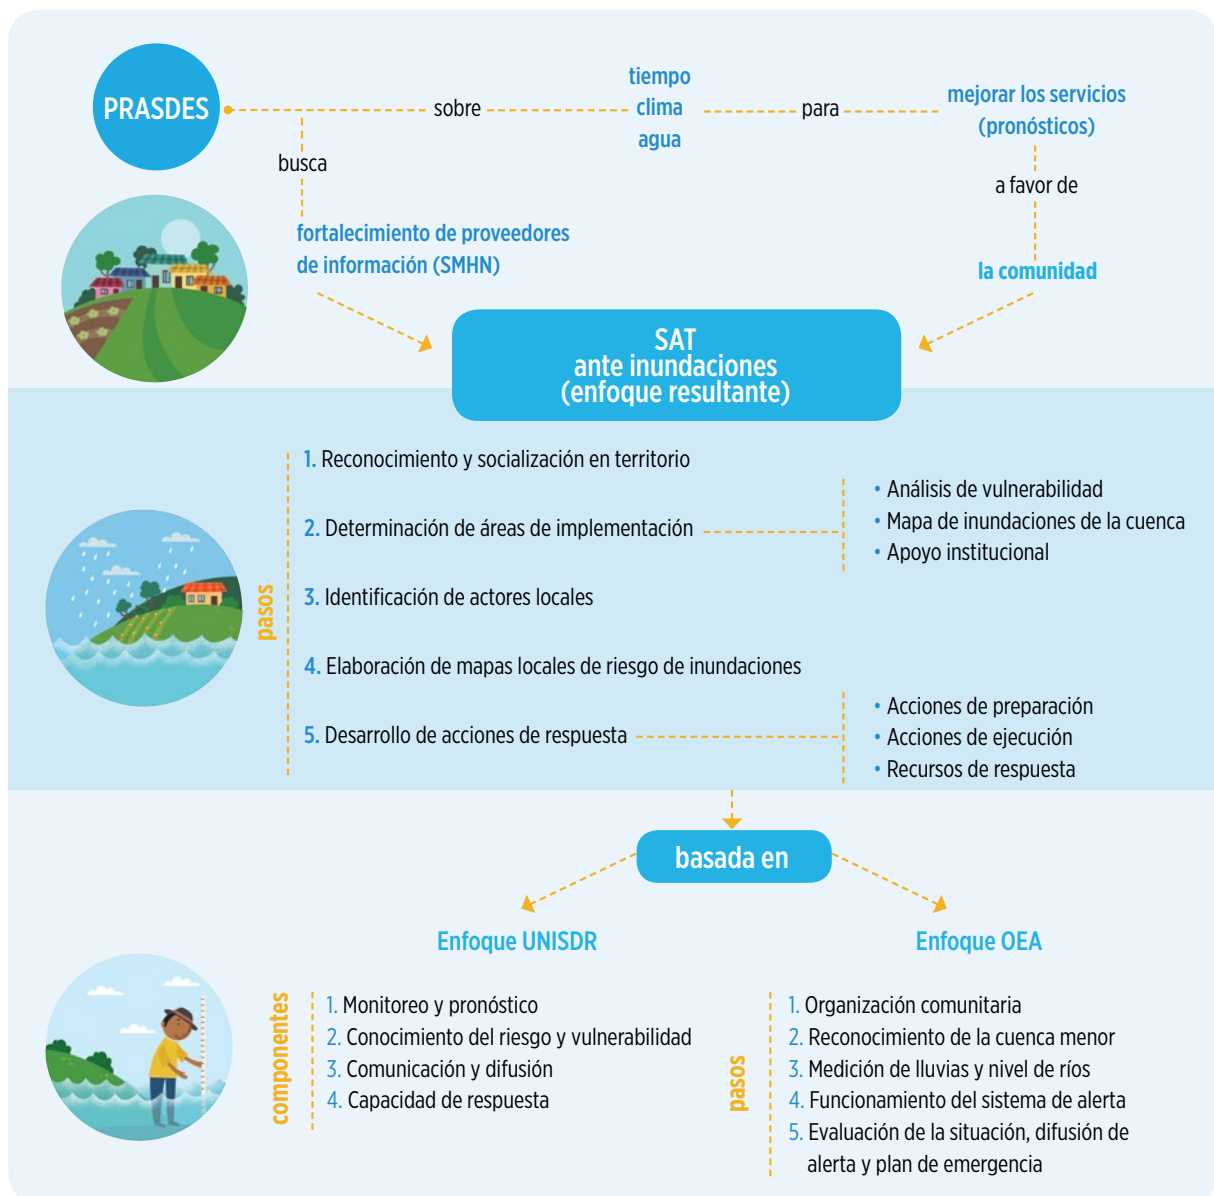 PRASDES
sobre
tiempo
clima
agua
para
mejorar los servicios
(pronósticos)
busca
a favor de
fortalecimiento de proveedores
de información (SMHN)
la comunidad
SAT
ante inundaciones
(enfoque resultante)
pasos
1. Reconocimiento y socialización en territorio
2. Determinación de áreas de implementación
• Análisis de vulnerabilidad
• Mapa de inundaciones de la cuenca
• Apoyo institucional
3. Identificación de actores locales
4. Elaboración de mapas locales de riesgo de inundaciones
5. Desarrollo de acciones de respuesta
• Acciones de preparación
• Acciones de ejecución
• Recursos de respuesta
basada en
Enfoque UNISDR
componentes
1. Monitoreo y pronóstico
2. Conocimiento del riesgo y vulnerabilidad
3. Comunicación y difusión
4. Capacidad de respuesta
Enfoque OEA
pasos
1. Organización comunitaria
2. Reconocimiento de la cuenca menor
3. Medición de lluvias y nivel de ríos
4. Funcionamiento del sistema de alerta
5. Evaluación de la situación, difusión de
alerta y plan de emergencia